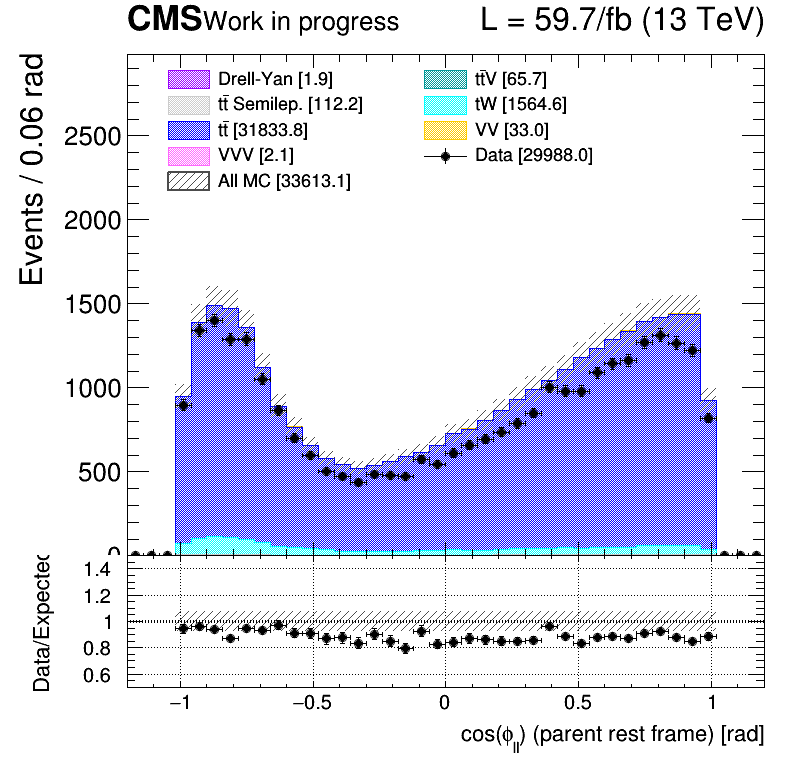 CMS Work in progress L = 59.7/fb (13 TeV)
Events / 0.06 rad
Drell-Yan [1.9]
tt̄ Semilep. [112.2]
tt̄ [31833.8]
VVV [2.1]
All MC [33613.1]
tt̄V [65.7]
tW [1564.6]
VV [33.0]
Data [29988.0]
2500
2000
1500
1000
500
0
Data/Expected
1.4
1.2
1
0.8
0.6
−1 −0.5 0 0.5 1
cos(ϕ_ll) (parent rest frame) [rad]